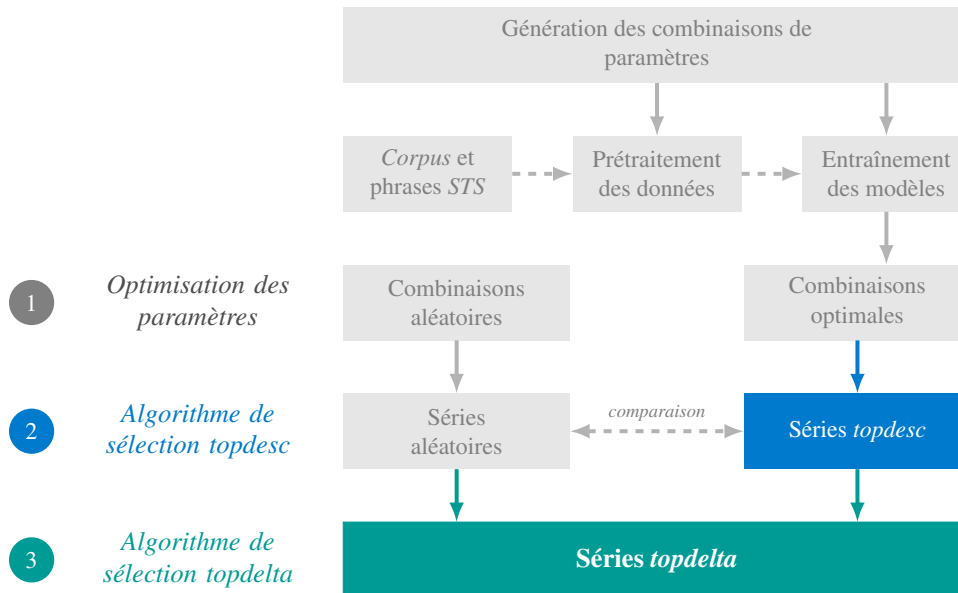 Génération des combinaisons de
paramètres
Corpus et
phrases STS
Prétraitement
des données
Entraînement
des modèles
1
Optimisation des
paramètres
Combinaisons
aléatoires
Combinaisons
optimales
2
Algorithme de
sélection topdesc
Séries
aléatoires
comparaison
Séries topdesc
3
Algorithme de
sélection topdelta
Séries topdelta